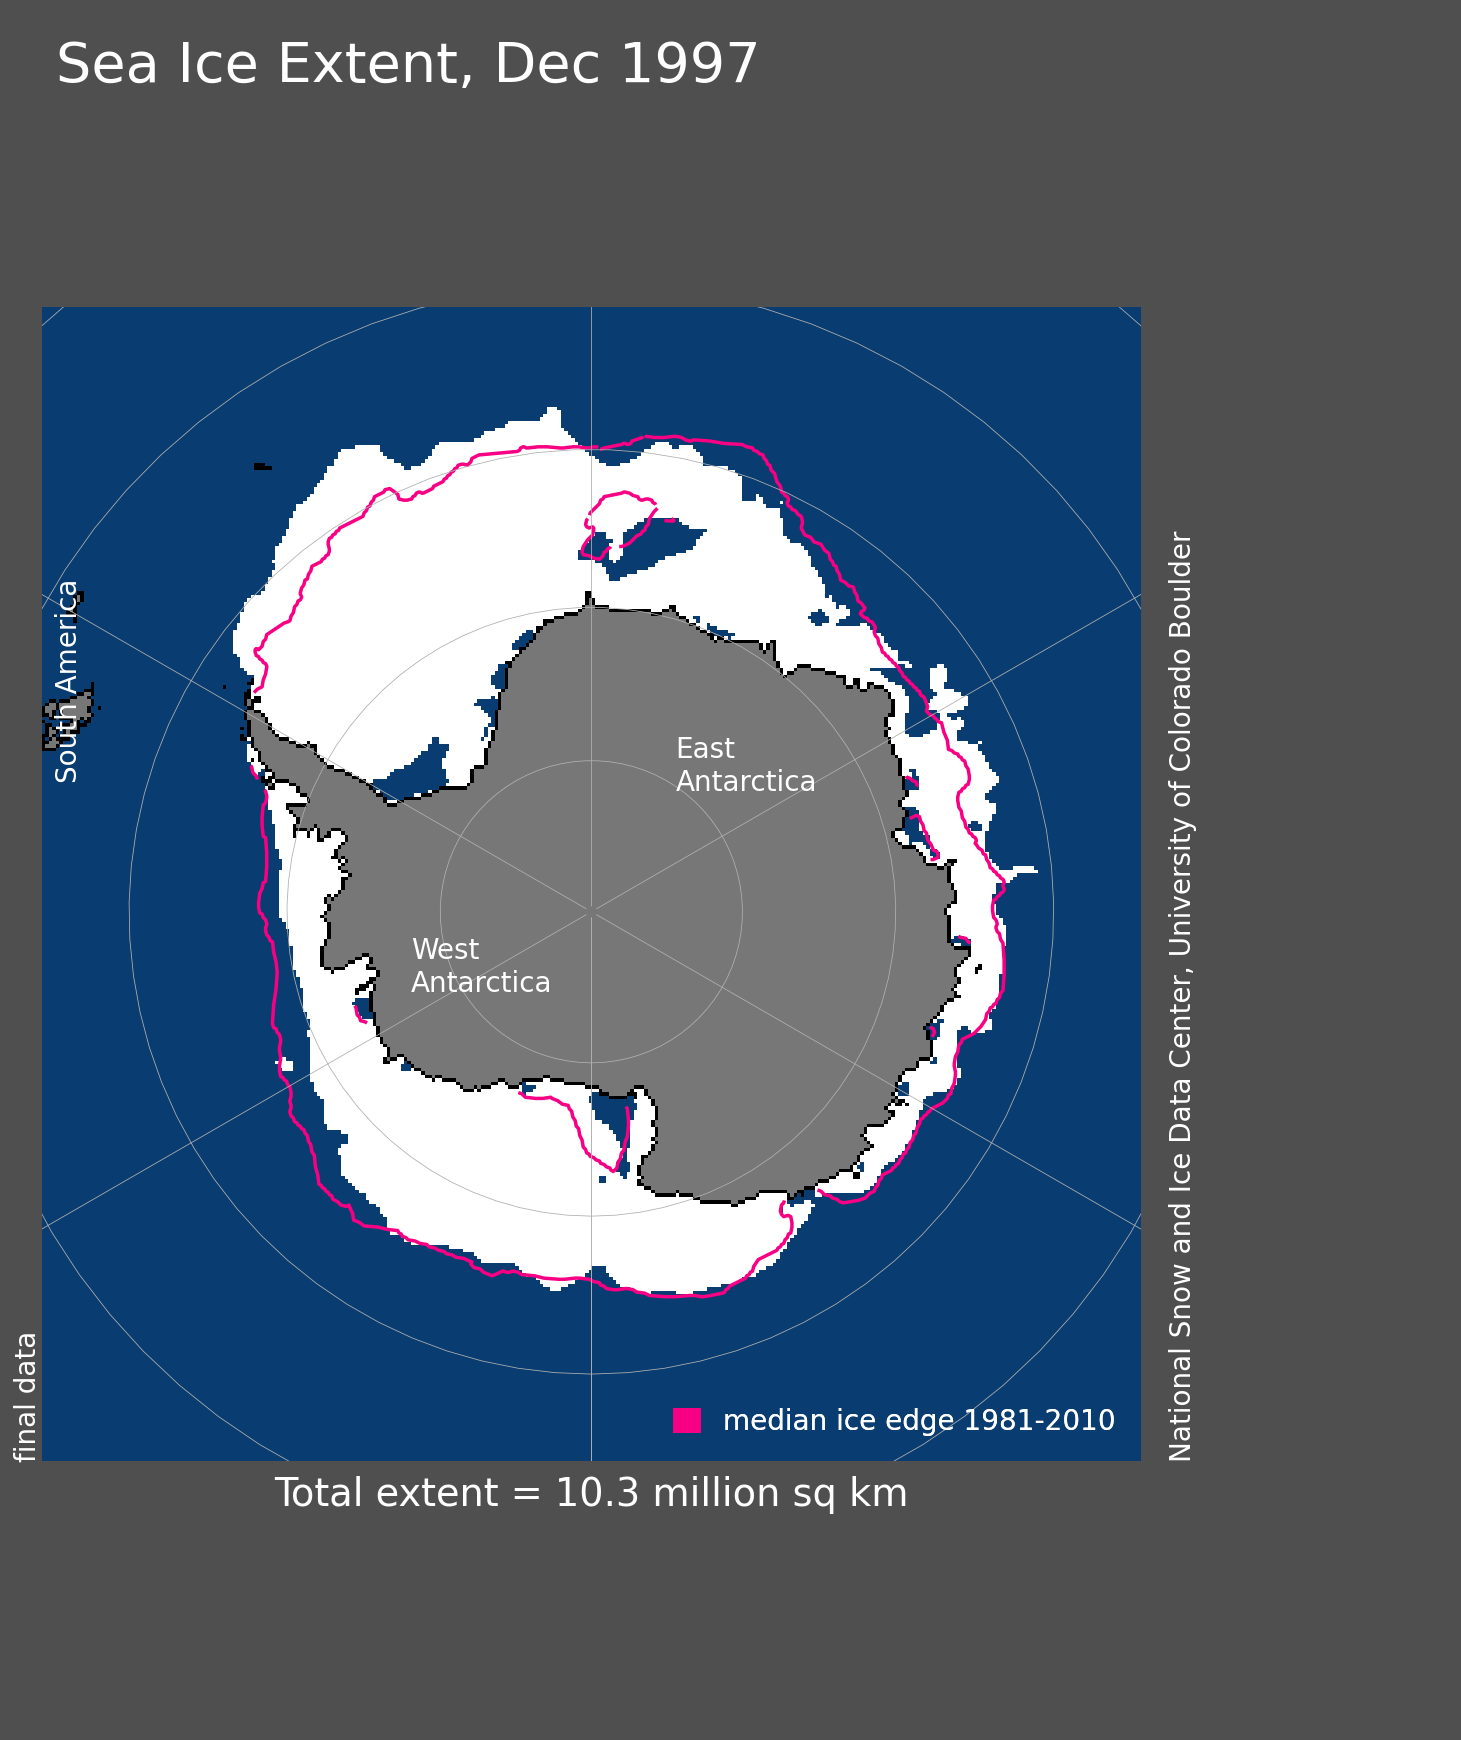 Sea Ice Extent, Dec 1997
South America
East
Antarctica
West
Antarctica
National Snow and Ice Data Center, University of Colorado Boulder
final data
median ice edge 1981-2010
Total extent = 10.3 million sq km